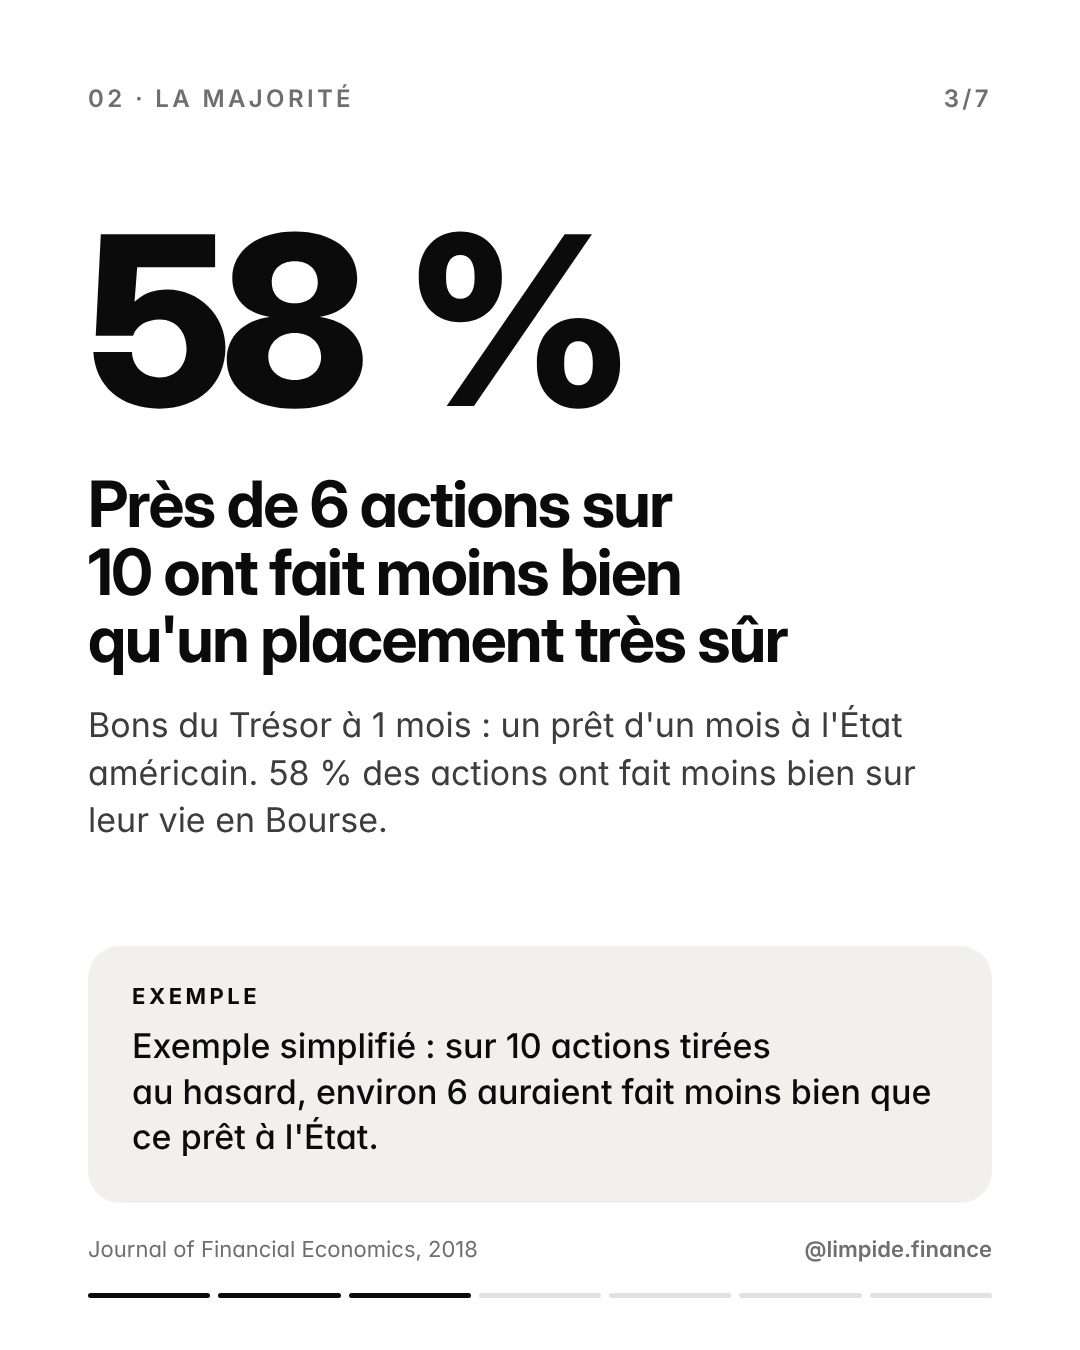 02 · LA MAJORITÉ
3/7
58 %
Près de 6 actions sur
10 ont fait moins bien
qu'un placement très sûr
Bons du Trésor à 1 mois : un prêt d'un mois à l'État
américain. 58 % des actions ont fait moins bien sur
leur vie en Bourse.
EXEMPLE
Exemple simplifié : sur 10 actions tirées
au hasard, environ 6 auraient fait moins bien que
ce prêt à l'État.
Journal of Financial Economics, 2018
@limpide.finance